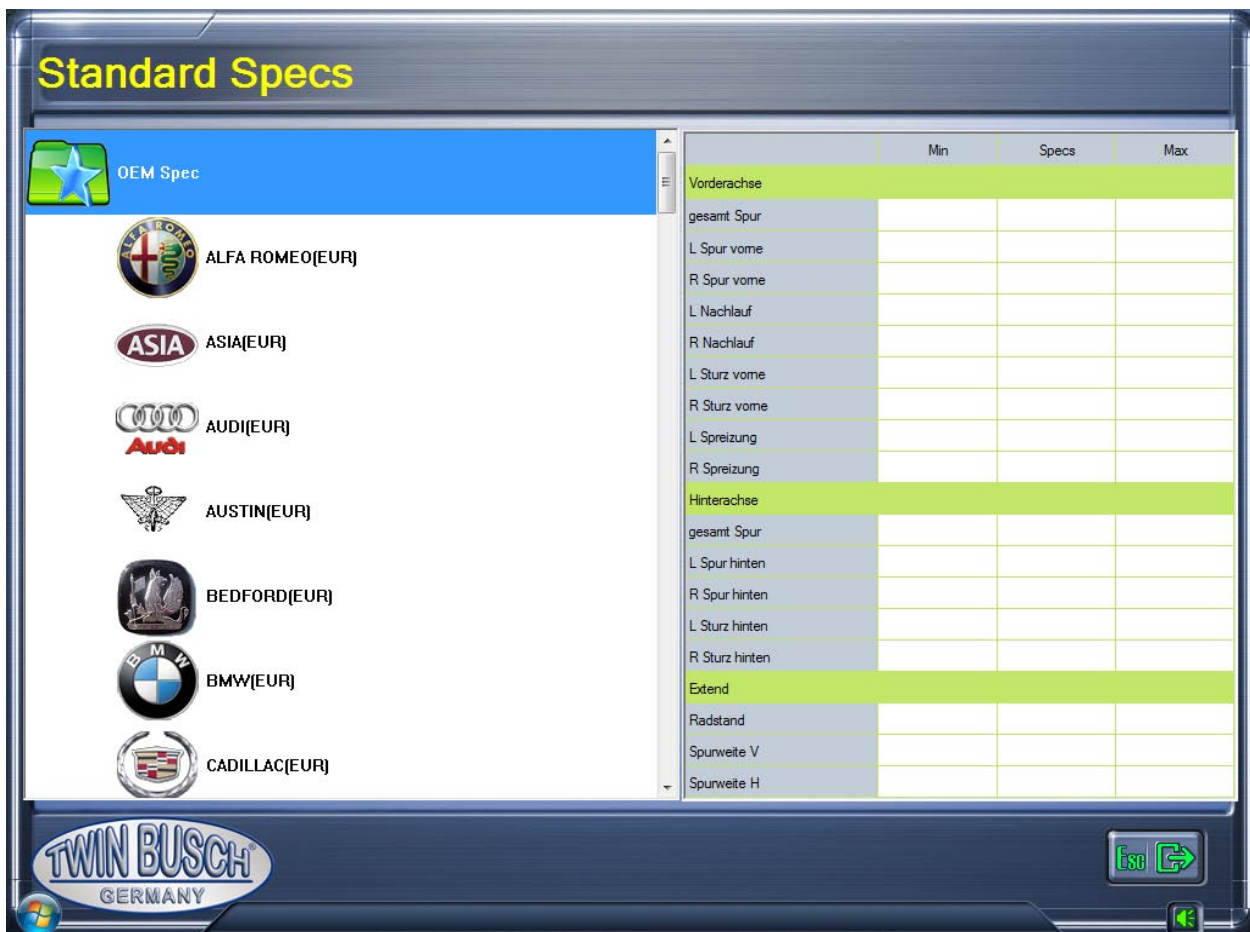 Standard Specs
OEM Spec
ALFA ROMEO
ALFA ROMEO(EUR)
ASIA
ASIA(EUR)
Audi
AUDI(EUR)
AUSTIN(EUR)
BEDFORD(EUR)
BMW
BMW(EUR)
CADILLAC(EUR)
Min Specs Max
Vorderachse
gesamt Spur
L Spur vorne
R Spur vorne
L Nachlauf
R Nachlauf
L Sturz vorne
R Sturz vorne
L Spreizung
R Spreizung
Hinterachse
gesamt Spur
L Spur hinten
R Spur hinten
L Sturz hinten
R Sturz hinten
Extend
Radstand
Spurweite V
Spurweite H
TWIN BUSCH®
GERMANY
Esc